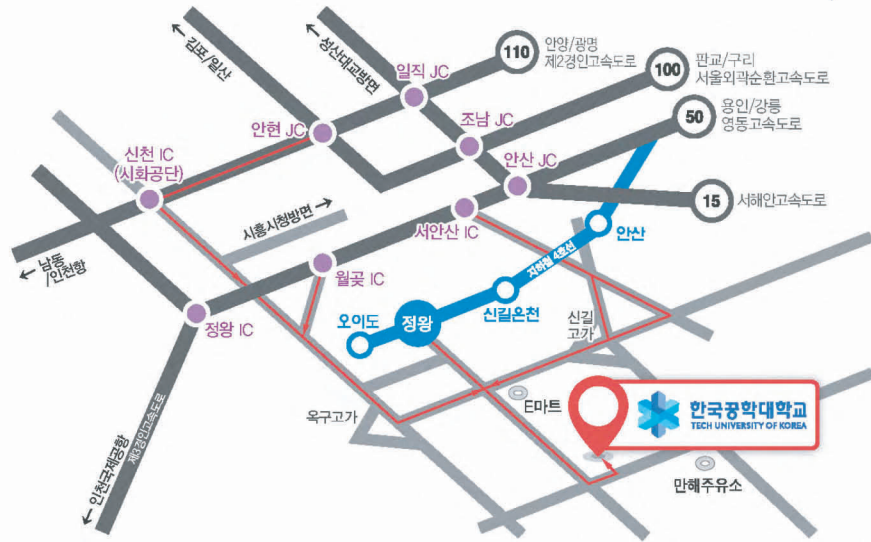 ← 김포/일산
← 성산대교방면
일직 JC
110
안양/광명
제2경인고속도로
100
판교/구리
서울외곽순환고속도로
안현 JC
조남 JC
50
용인/강릉
영동고속도로
신천 IC
(시화공단)
안산 JC
15
서해안고속도로
시흥시청방면 →
서안산 IC
안산
← 남동
/인천항
월곶 IC
지하철 4호선
신길온천
정왕 IC
오이도
정왕
신길
고가
옥구고가
E마트
한국공학대학교
TECH UNIVERSITY OF KOREA
← 인천국제공항
제3경인고속도로
만해주유소